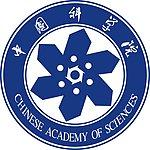 中国科学院
CHINESE ACADEMY OF SCIENCES